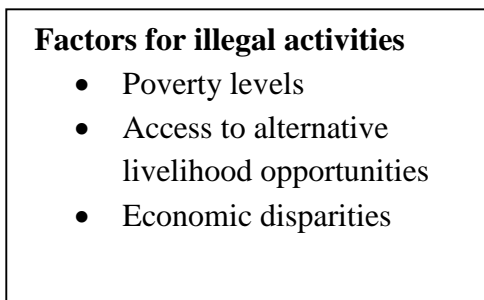 Factors for illegal activities
• Poverty levels
• Access to alternative
livelihood opportunities
• Economic disparities